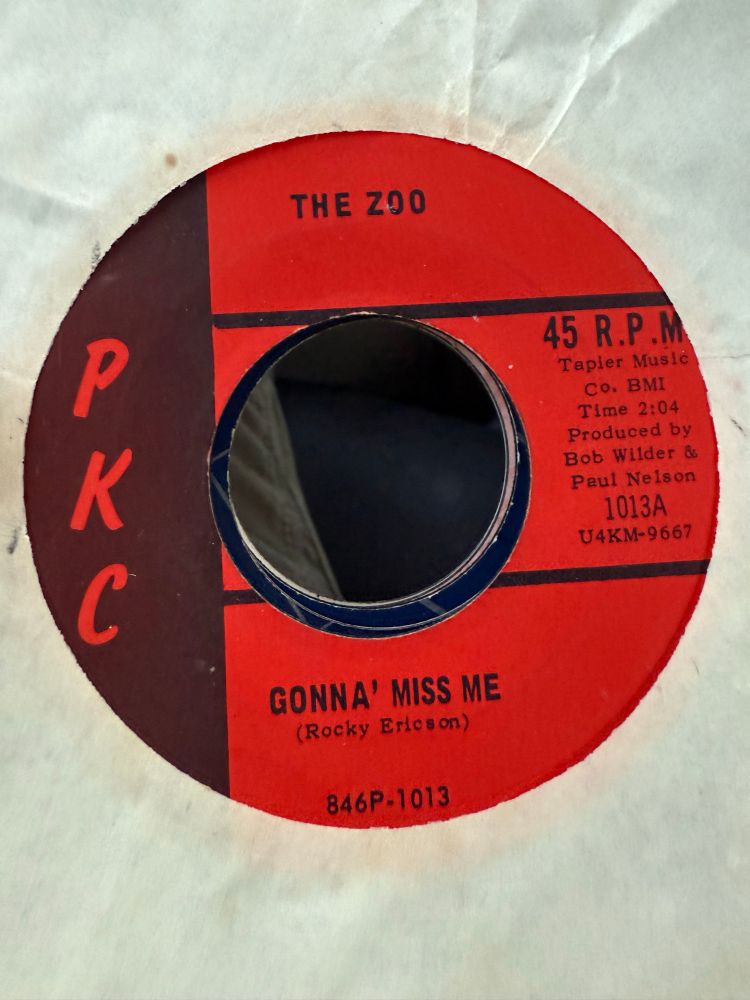 THE ZOO
P
K
C
45 R.P.M
Tapier Music
Co. BMI
Time 2:04
Produced by
Bob Wilder &
Paul Nelson
1013A
U4KM-9667
GONNA' MISS ME
(Rocky Ericson)
846P-1013